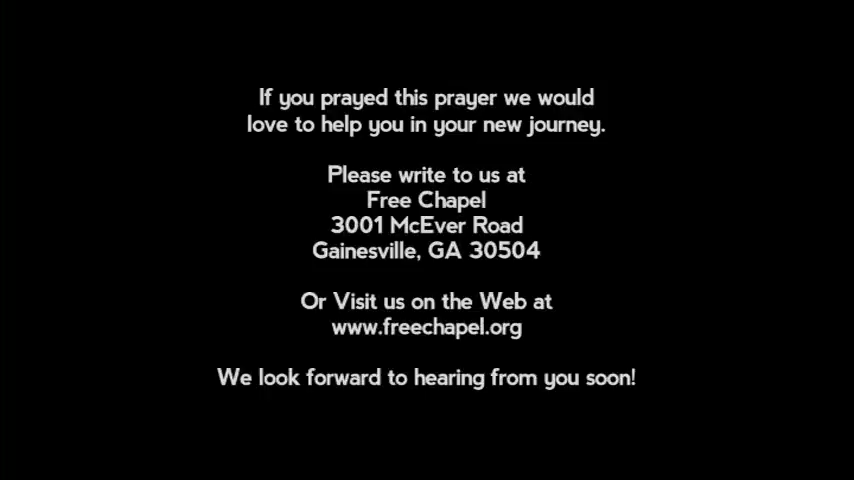 If you prayed this prayer we would
love to help you in your new journey.
Please write to us at
Free Chapel
3001 McEver Road
Gainesville, GA 30504
Or Visit us on the Web at
www.freechapel.org
We look forward to hearing from you soon!